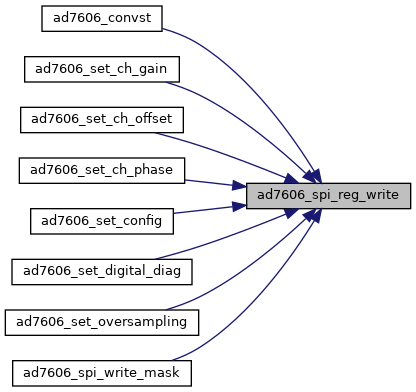 ad7606_convst
ad7606_set_ch_gain
ad7606_set_ch_offset
ad7606_set_ch_phase
ad7606_spi_reg_write
ad7606_set_config
ad7606_set_digital_diag
ad7606_set_oversampling
ad7606_spi_write_mask